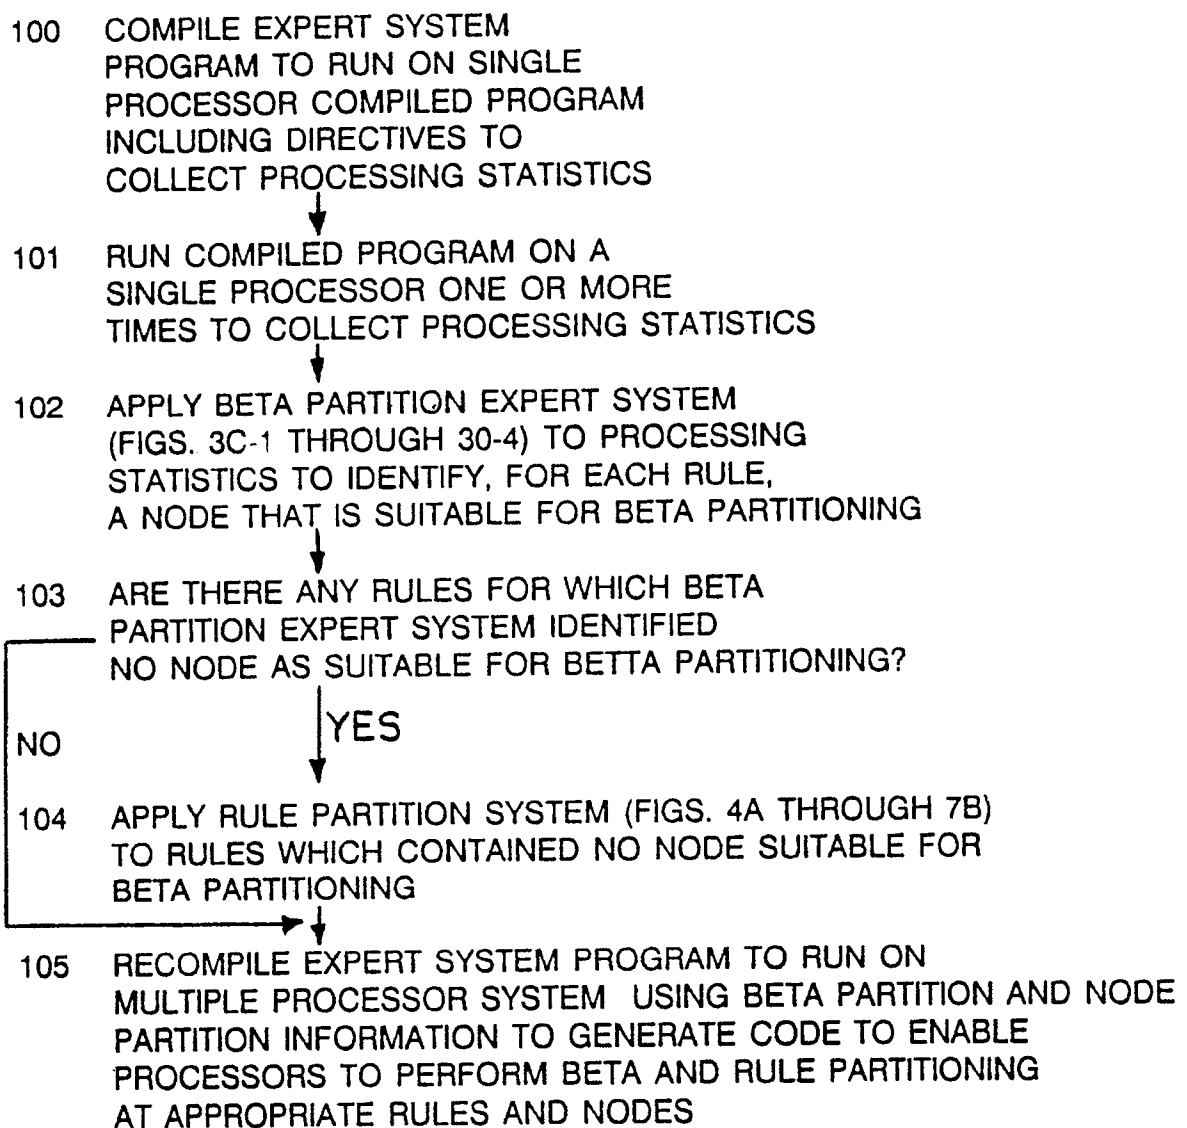 100 COMPILE EXPERT SYSTEM
PROGRAM TO RUN ON SINGLE
PROCESSOR COMPILED PROGRAM
INCLUDING DIRECTIVES TO
COLLECT PROCESSING STATISTICS
101 RUN COMPILED PROGRAM ON A
SINGLE PROCESSOR ONE OR MORE
TIMES TO COLLECT PROCESSING STATISTICS
102 APPLY BETA PARTITION EXPERT SYSTEM
(FIGS. 3C-1 THROUGH 30-4) TO PROCESSING
STATISTICS TO IDENTIFY, FOR EACH RULE,
A NODE THAT IS SUITABLE FOR BETA PARTITIONING
103 ARE THERE ANY RULES FOR WHICH BETA
PARTITION EXPERT SYSTEM IDENTIFIED
NO NODE AS SUITABLE FOR BETTA PARTITIONING?
NO YES
104 APPLY RULE PARTITION SYSTEM (FIGS. 4A THROUGH 7B)
TO RULES WHICH CONTAINED NO NODE SUITABLE FOR
BETA PARTITIONING
105 RECOMPILE EXPERT SYSTEM PROGRAM TO RUN ON
MULTIPLE PROCESSOR SYSTEM USING BETA PARTITION AND NODE
PARTITION INFORMATION TO GENERATE CODE TO ENABLE
PROCESSORS TO PERFORM BETA AND RULE PARTITIONING
AT APPROPRIATE RULES AND NODES